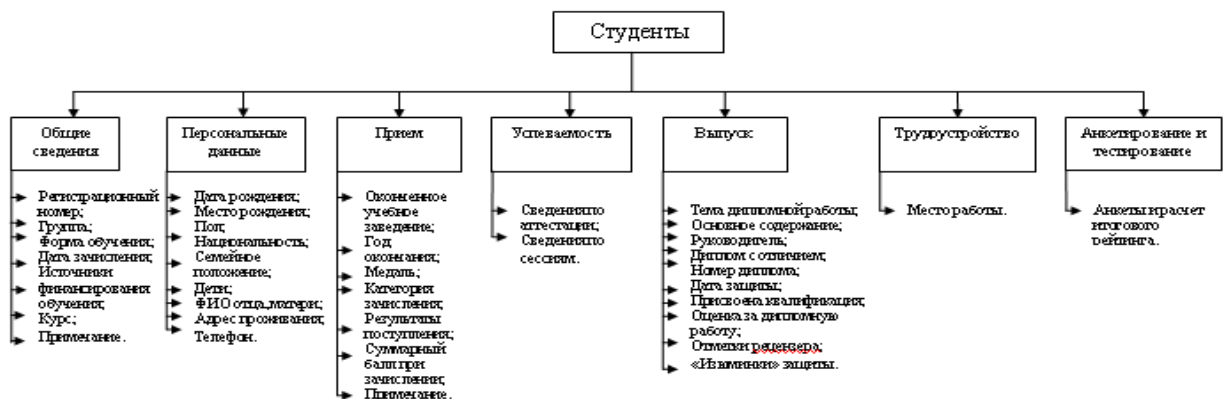 Студенты
Общие
сведения
Регистрационный
номер;
Группа;
Форма обучения;
Дата зачисления;
Источники
финансирования
обучения;
Курс;
Примечание.
Персональные
данные
Дата рождения;
Место рождения;
Пол;
Национальность;
Семейное
положение;
Дети;
ФИО отца, матери;
Адрес проживания;
Телефон.
Прием
Оконченное
учебное
заведение;
Год
окончания;
Медаль;
Категория
зачисления;
Результаты
поступления;
Суммарный
балл при
зачислении;
Примечание.
Успеваемость
Сведения по
аттестации;
Сведения по
сессиям.
Выпуск
Тема дипломной работы;
Основное содержание;
Руководитель;
Диплом с отличием;
Номер диплома;
Дата защиты;
Присвоена квалификация;
Оценка за дипломную
работу;
Отметки рецензера;
«Изюминки» защиты.
Трудоустройство
Место работы.
Анкетирование и
тестирование
Анкеты и расчет
итогового
рейтинга.